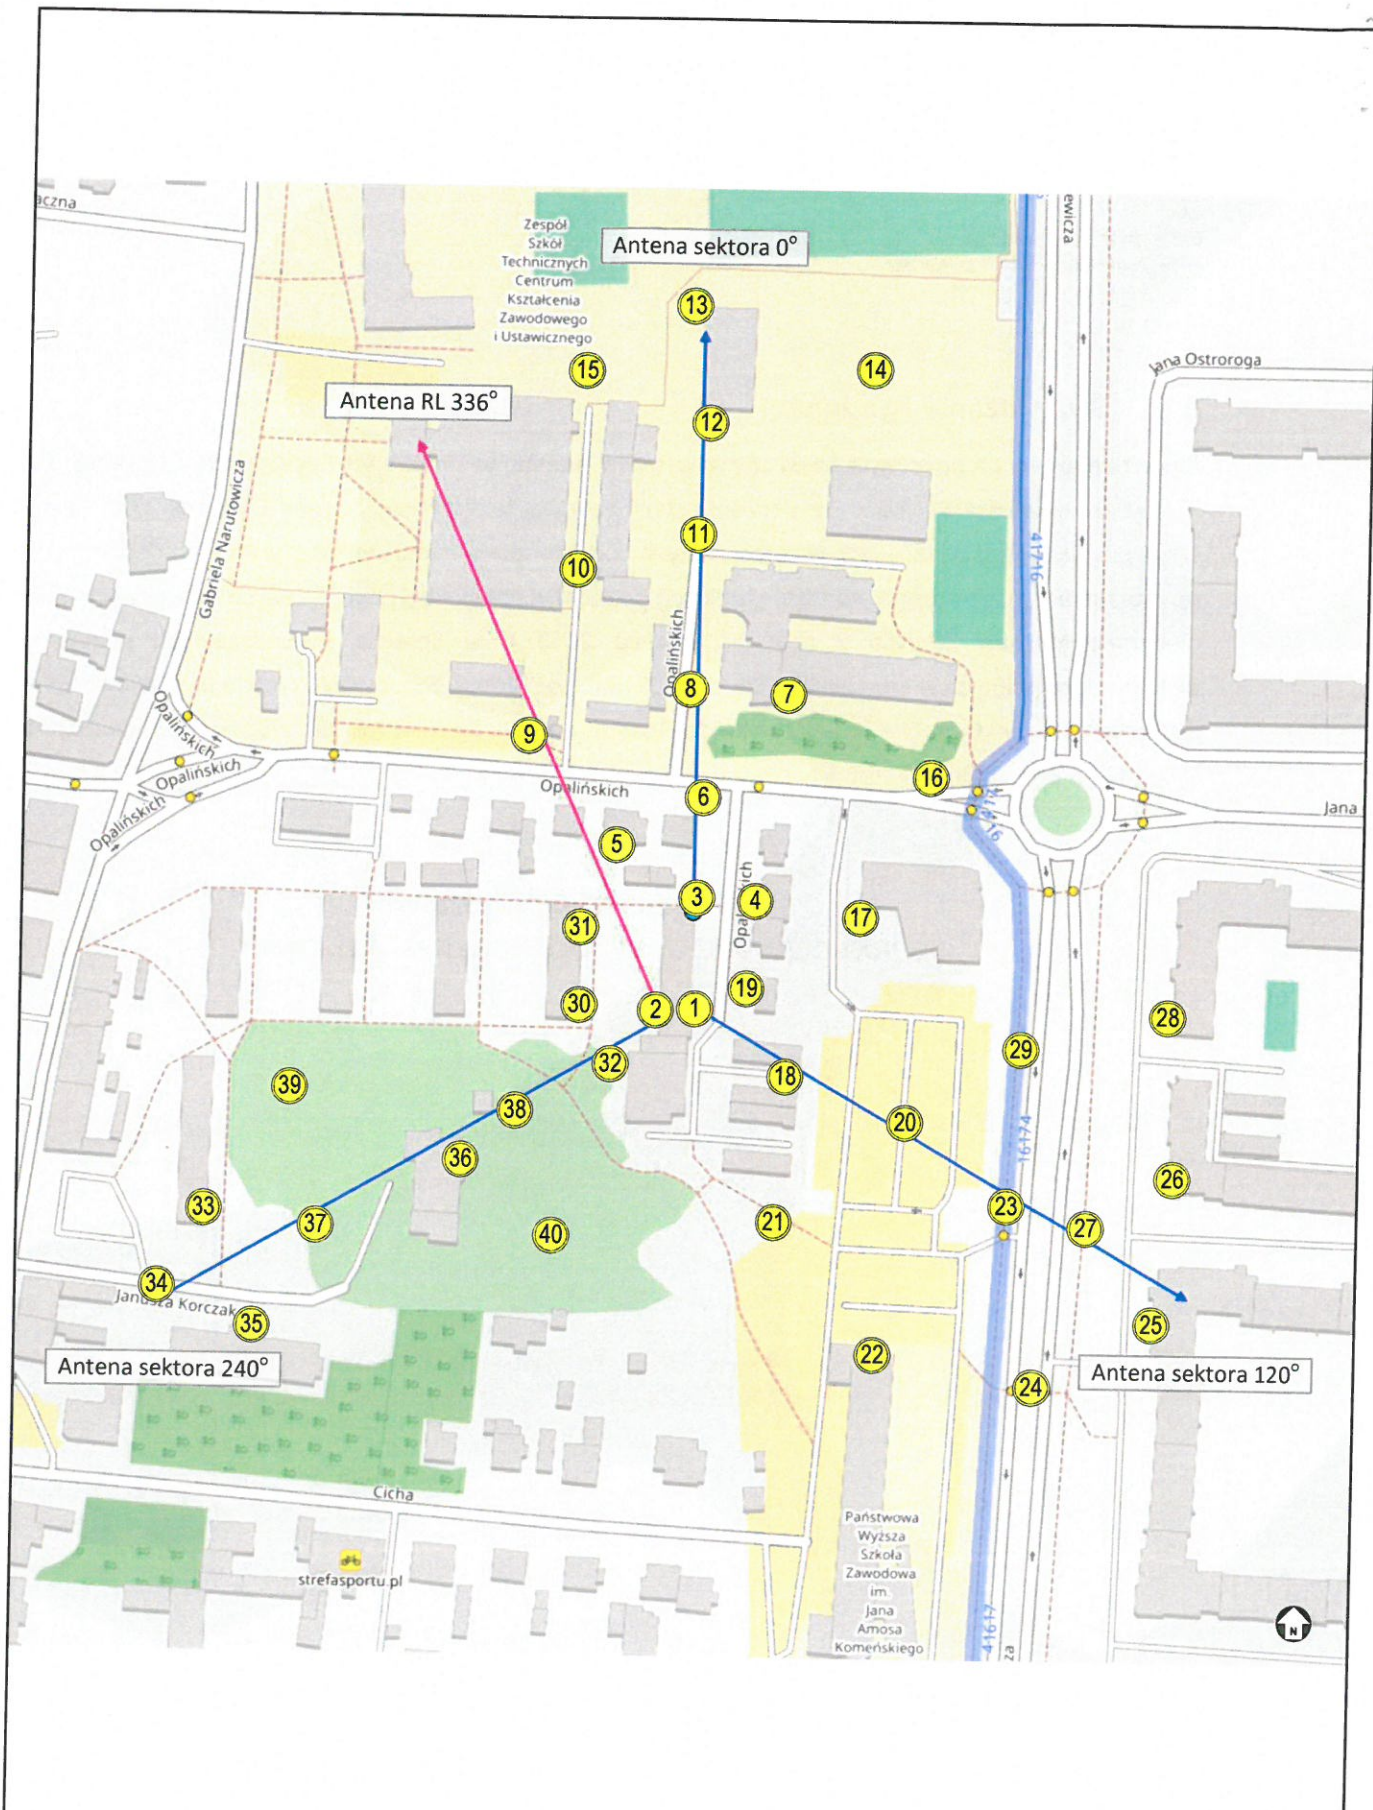 Zespół
Szkół
Technicznych
Centrum
Kształcenia
Zawodowego
i Ustawicznego
Antena sektora 0°
13
15
14
Jana Ostroroga
Antena RL 336°
12
11
10
Gabriela Narutowicza
41716
Opalińskich
8
7
9
Opalińskich
Opalińskich
Opalińskich
Opalińskich
6
16
Jana
5
3
4
17
31
Opalińskich
19
30
2
1
28
29
32
18
39
38
20
16174
36
26
33
37
40
21
23
27
34
Janusza Korczaka
35
25
22
Antena sektora 240°
Antena sektora 120°
24
Cicha
Państwowa
Wyższa
Szkoła
Zawodowa
im.
Jana
Amosa
Komeńskiego
strefasportu.pl
41617
N